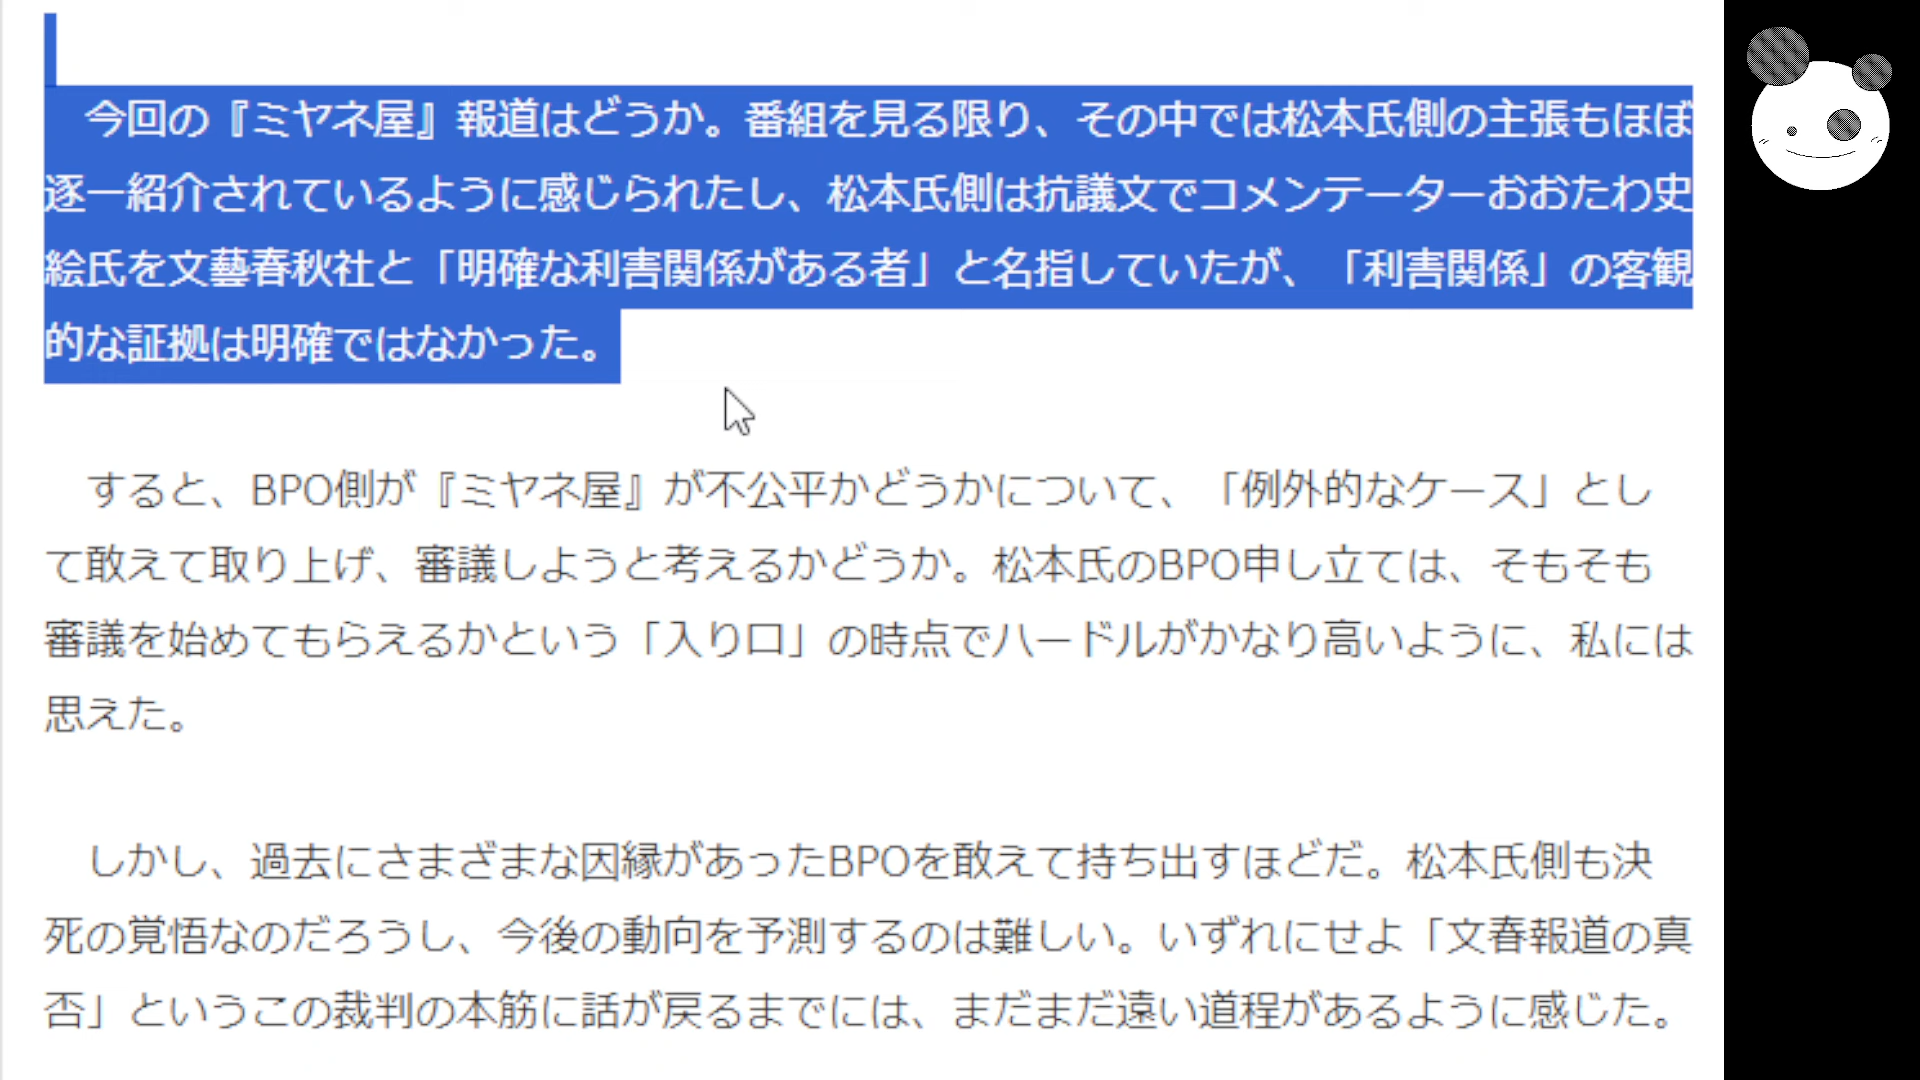 今回の『ミヤネ屋』報道はどうか。番組を見る限り、その中では松本氏側の主張もほぼ
逐一紹介されているように感じられたし、松本氏側は抗議文でコメンテーターおおたわ史
絵氏を文藝春秋社と「明確な利害関係がある者」と名指していたが、「利害関係」の客観
的な証拠は明確ではなかった。
すると、BPO側が『ミヤネ屋』が不公平かどうかについて、「例外的なケース」とし
て敢えて取り上げ、審議しようと考えるかどうか。松本氏のBPO申し立ては、そもそも
審議を始めてもらえるかという「入り口」の時点でハードルがかなり高いように、私には
思えた。
しかし、過去にさまざまな因縁があったBPOを敢えて持ち出すほどだ。松本氏側も決
死の覚悟なのだろうし、今後の動向を予測するのは難しい。いずれにせよ「文春報道の真
否」というこの裁判の本筋に話が戻るまでには、まだまだ遠い道程があるように感じた。